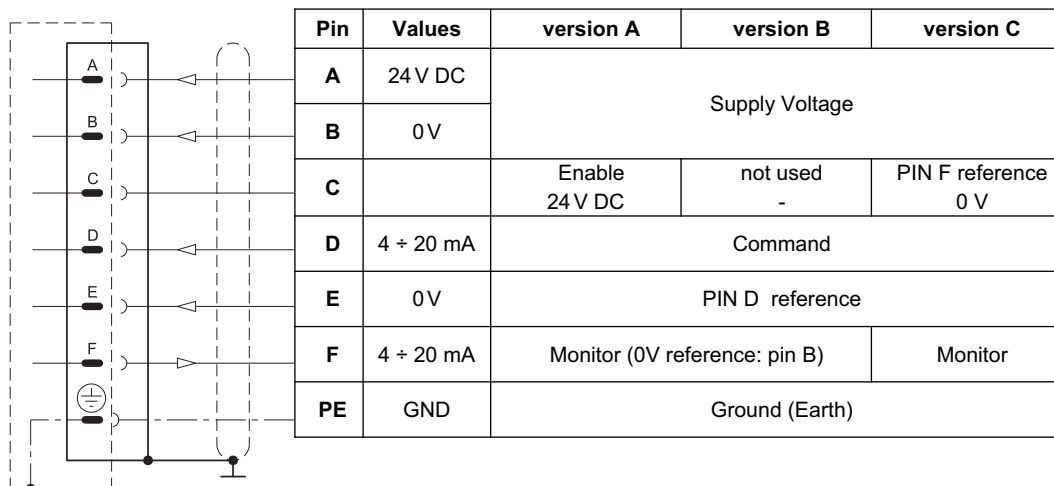 A
B
C
D
E
F
Pin Values version A version B version C
A 24 V DC Supply Voltage
B 0 V
C Enable 24 V DC not used - PIN F reference 0 V
D 4 ÷ 20 mA Command
E 0 V PIN D reference
F 4 ÷ 20 mA Monitor (0V reference: pin B) Monitor
PE GND Ground (Earth)